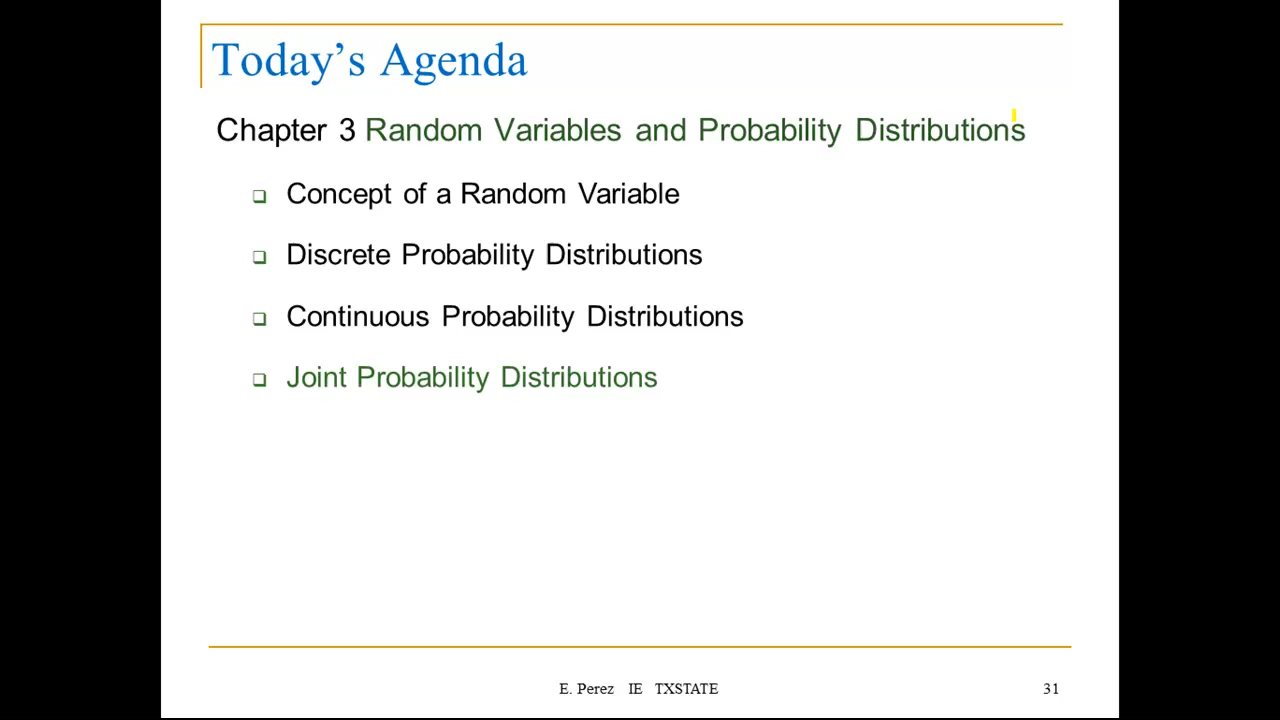 Today’s Agenda
Chapter 3 Random Variables and Probability Distributions
Concept of a Random Variable
Discrete Probability Distributions
Continuous Probability Distributions
Joint Probability Distributions
E. Perez IE TXSTATE 31